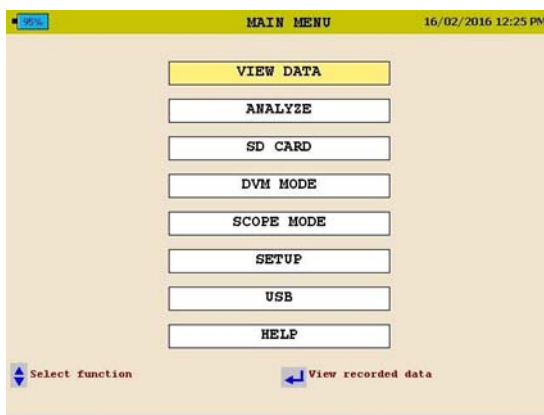 95% MAIN MENU 16/02/2016 12:25 PM
VIEW DATA
ANALYZE
SD CARD
DVM MODE
SCOPE MODE
SETUP
USB
HELP
Select function View recorded data